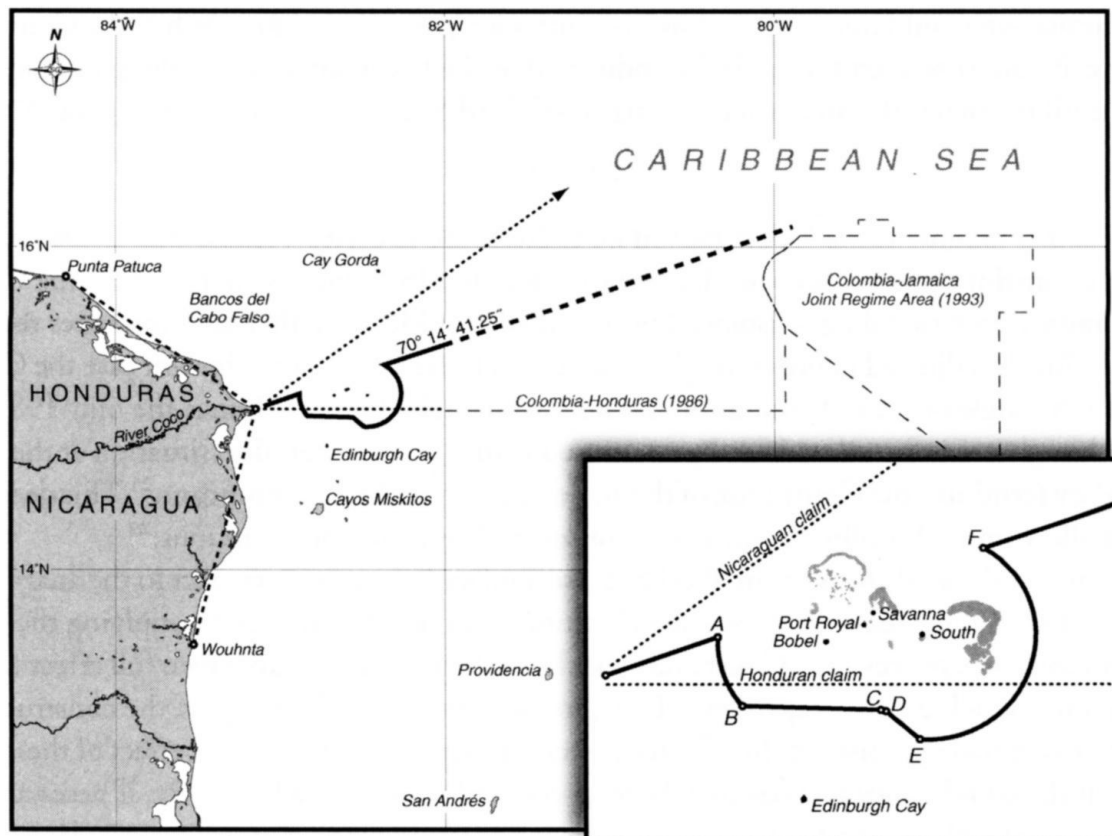 84°W
82°W
80°W
N
CARIBBEAN SEA
16°N
Punta Patuca
Cay Gorda
Bancos del
Cabo Falso
Colombia-Jamaica
Joint Regime Area (1993)
70° 14′ 41.25″
HONDURAS
River Coco
Colombia-Honduras (1986)
Edinburgh Cay
Cayos Miskitos
NICARAGUA
14°N
Wouhnta
Providencia
San Andrés
Nicaraguan claim
F
A
Savanna
Port Royal
South
Bobel
Honduran claim
B
C
D
E
Edinburgh Cay